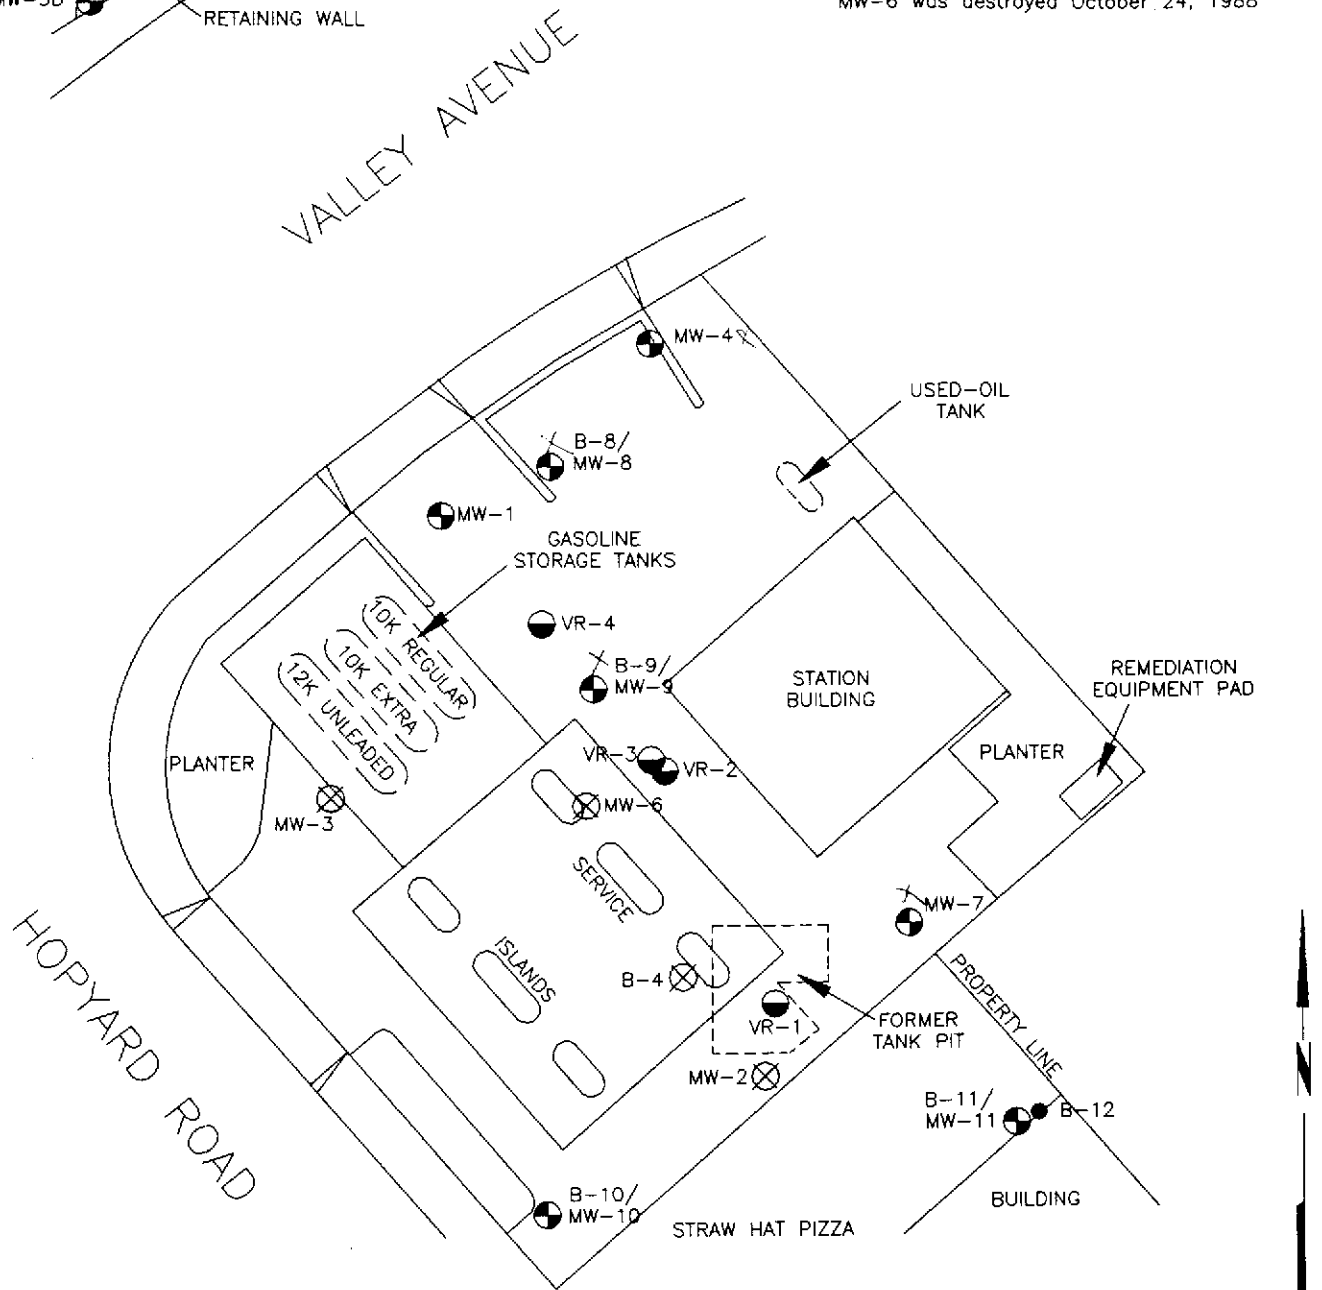 RETAINING WALL
MW-6 was destroyed October 24, 1988
VALLEY AVENUE
MW-4
USED-OIL
TANK
B-8/
MW-8
MW-1
GASOLINE
STORAGE TANKS
10K REGULAR
10K EXTRA
12K UNLEADED
VR-4
B-9/
MW-9
STATION
BUILDING
REMEDIATION
EQUIPMENT PAD
PLANTER
PLANTER
VR-3
VR-2
MW-3
MW-6
SERVICE
ISLANDS
MW-7
B-4
VR-1
FORMER
TANK PIT
PROPERTY LINE
MW-2
HOPYARD ROAD
N
B-11/
MW-11
B-12
B-10/
MW-10
STRAW HAT PIZZA
BUILDING